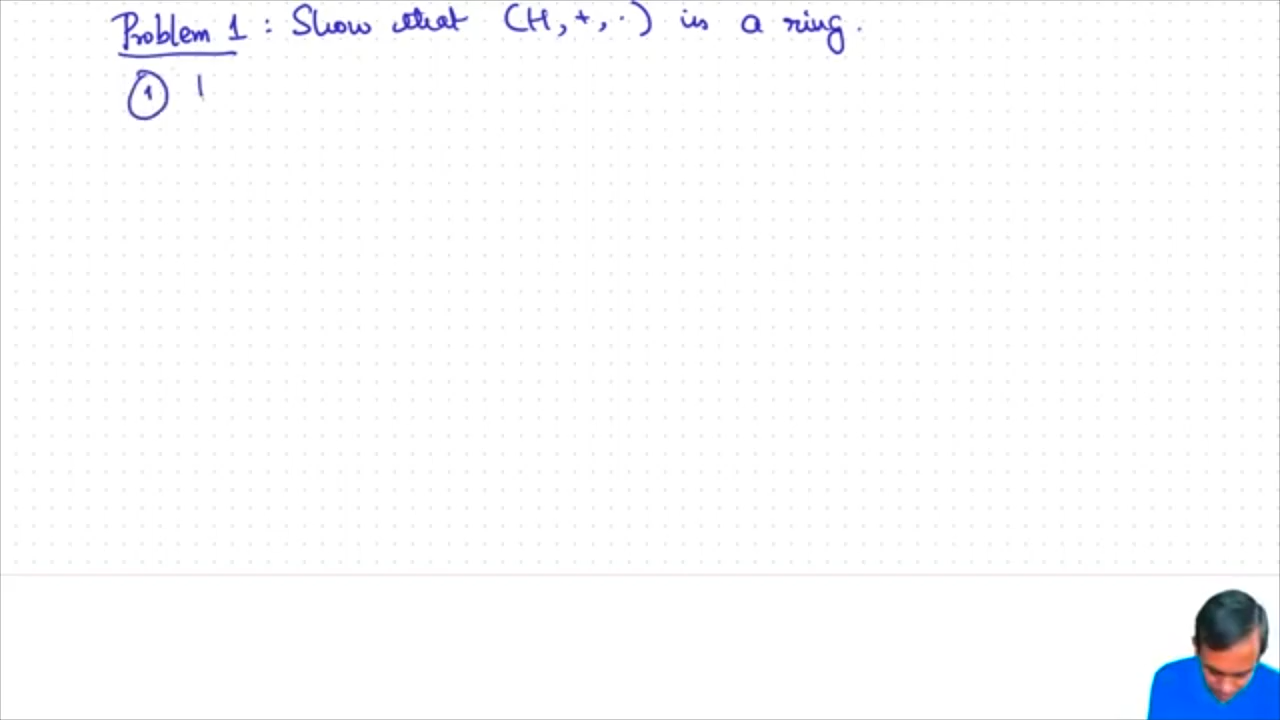 Problem 1 : Show that (H, +, ·) is a ring.
① 1